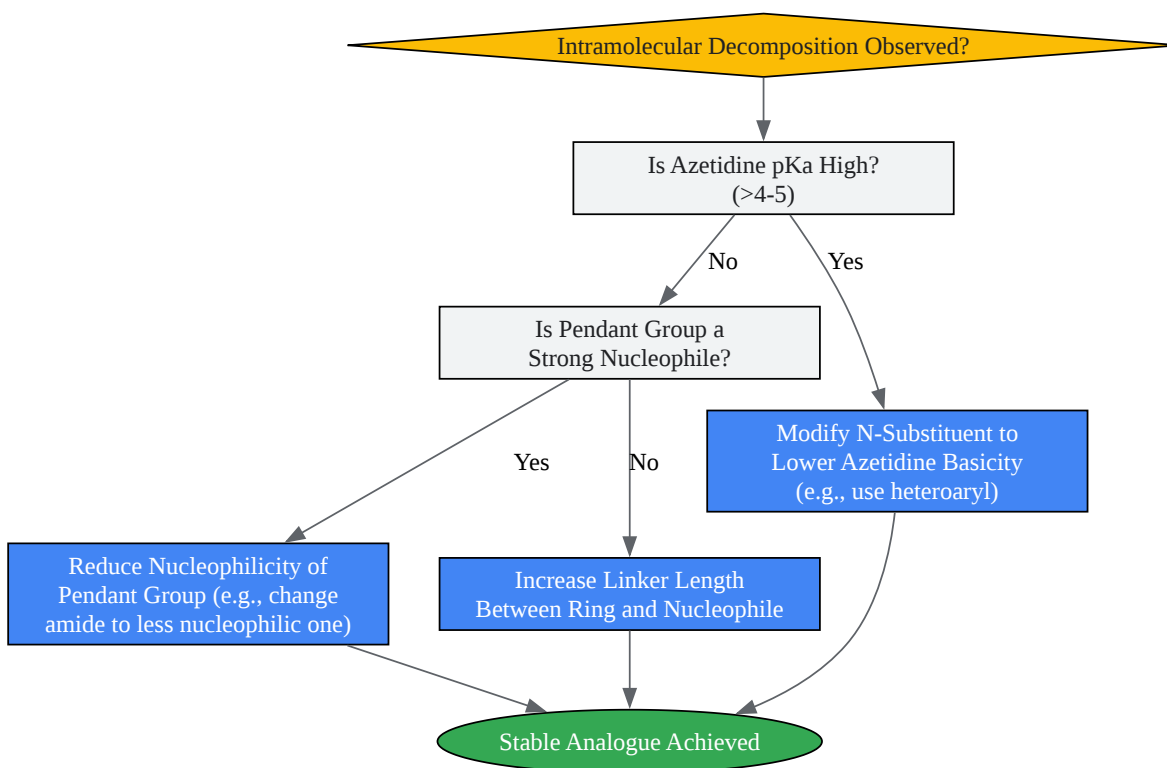 Intramolecular Decomposition Observed?
Is Azetidine pKa High?
(>4-5)
No
Yes
Is Pendant Group a
Strong Nucleophile?
Modify N-Substituent to
Lower Azetidine Basicity
(e.g., use heteroaryl)
Yes
No
Reduce Nucleophilicity of
Pendant Group (e.g., change
amide to less nucleophilic one)
Increase Linker Length
Between Ring and Nucleophile
Stable Analogue Achieved